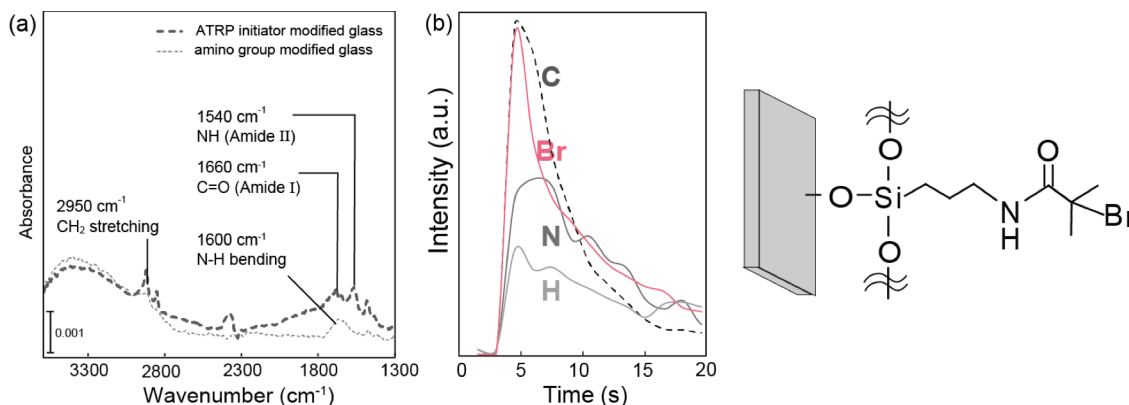 (a)
ATRP initiator modified glass
amino group modified glass
1540 cm⁻¹
NH (Amide II)
1660 cm⁻¹
C=O (Amide I)
2950 cm⁻¹
CH₂ stretching
1600 cm⁻¹
N-H bending
0.001
Absorbance
3300 2800 2300 1800 1300
Wavenumber (cm⁻¹)
(b)
C
Br
N
H
Intensity (a.u.)
0 5 10 15 20
Time (s)
O
O
O Si
O
N
H
O
Br